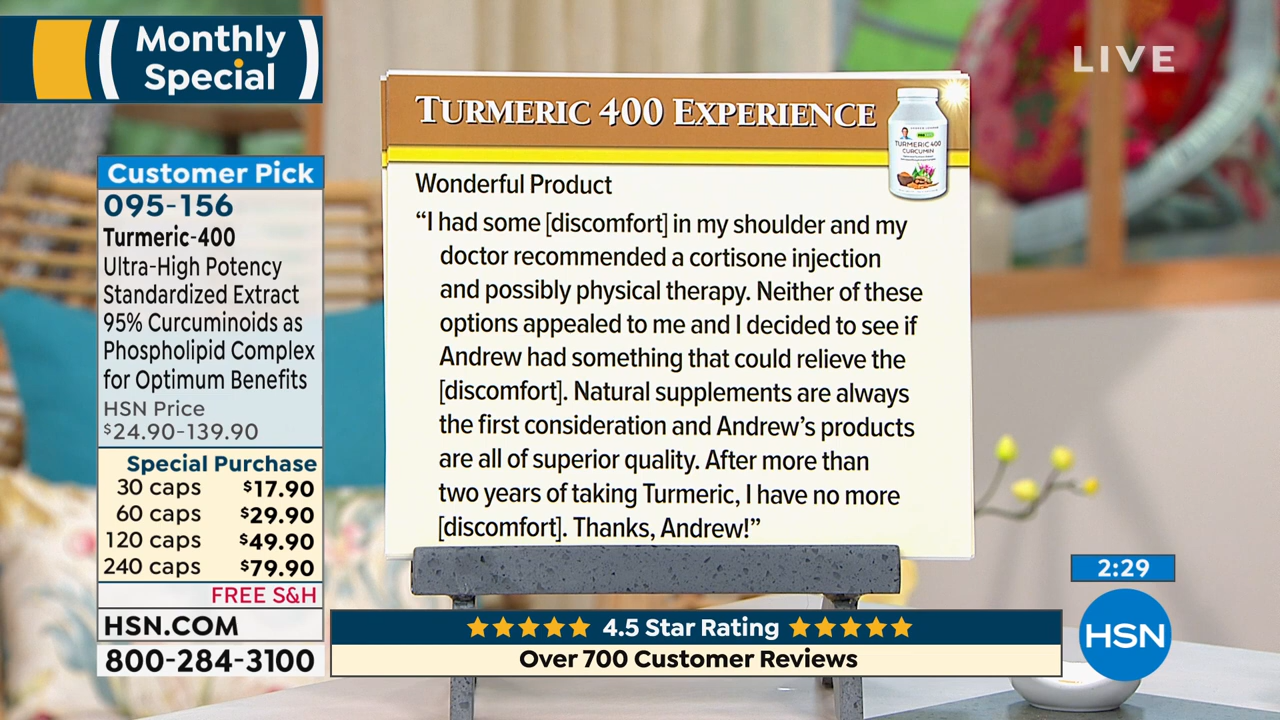 Monthly
Special
LIVE
TURMERIC 400 EXPERIENCE
TURMERIC 400
CURCUMIN
Customer Pick
095-156
Turmeric-400
Ultra-High Potency
Standardized Extract
95% Curcuminoids as
Phospholipid Complex
for Optimum Benefits
HSN Price
$24.90-139.90
Special Purchase
30 caps $17.90
60 caps $29.90
120 caps $49.90
240 caps $79.90
FREE S&H
HSN.COM
800-284-3100
Wonderful Product
“I had some [discomfort] in my shoulder and my
doctor recommended a cortisone injection
and possibly physical therapy. Neither of these
options appealed to me and I decided to see if
Andrew had something that could relieve the
[discomfort]. Natural supplements are always
the first consideration and Andrew’s products
are all of superior quality. After more than
two years of taking Turmeric, I have no more
[discomfort]. Thanks, Andrew!”
2:29
HSN
4.5 Star Rating
Over 700 Customer Reviews